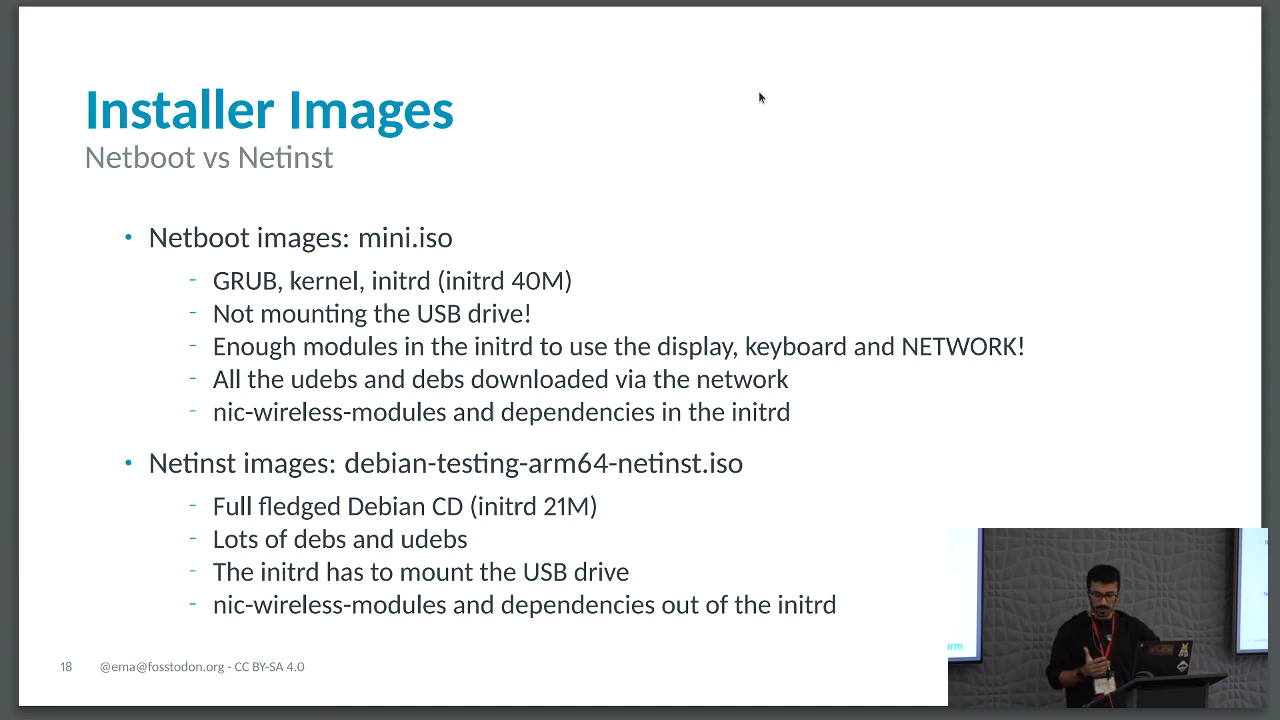 Installer Images
Netboot vs Netinst
• Netboot images: mini.iso
- GRUB, kernel, initrd (initrd 40M)
- Not mounting the USB drive!
- Enough modules in the initrd to use the display, keyboard and NETWORK!
- All the udebs and debs downloaded via the network
- nic-wireless-modules and dependencies in the initrd
• Netinst images: debian-testing-arm64-netinst.iso
- Full fledged Debian CD (initrd 21M)
- Lots of debs and udebs
- The initrd has to mount the USB drive
- nic-wireless-modules and dependencies out of the initrd
18 @ema@fosstodon.org - CC BY-SA 4.0
arm